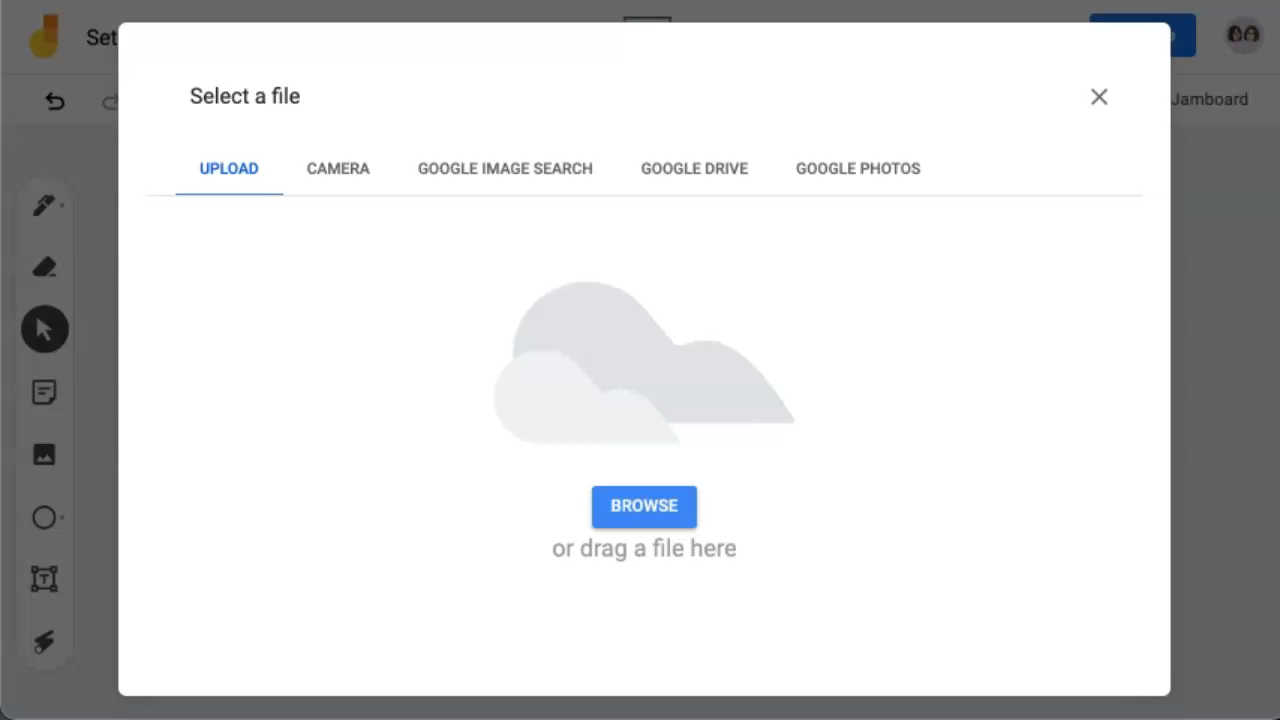 Set
Jamboard
Select a file
UPLOAD CAMERA GOOGLE IMAGE SEARCH GOOGLE DRIVE GOOGLE PHOTOS
BROWSE
or drag a file here
T